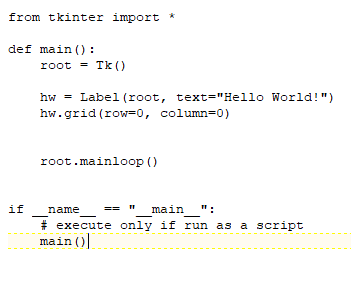 from tkinter import *
def main():
    root = Tk()
    hw = Label(root, text="Hello World!")
    hw.grid(row=0, column=0)
    root.mainloop()
if __name__ == "__main__":
    # execute only if run as a script
    main()